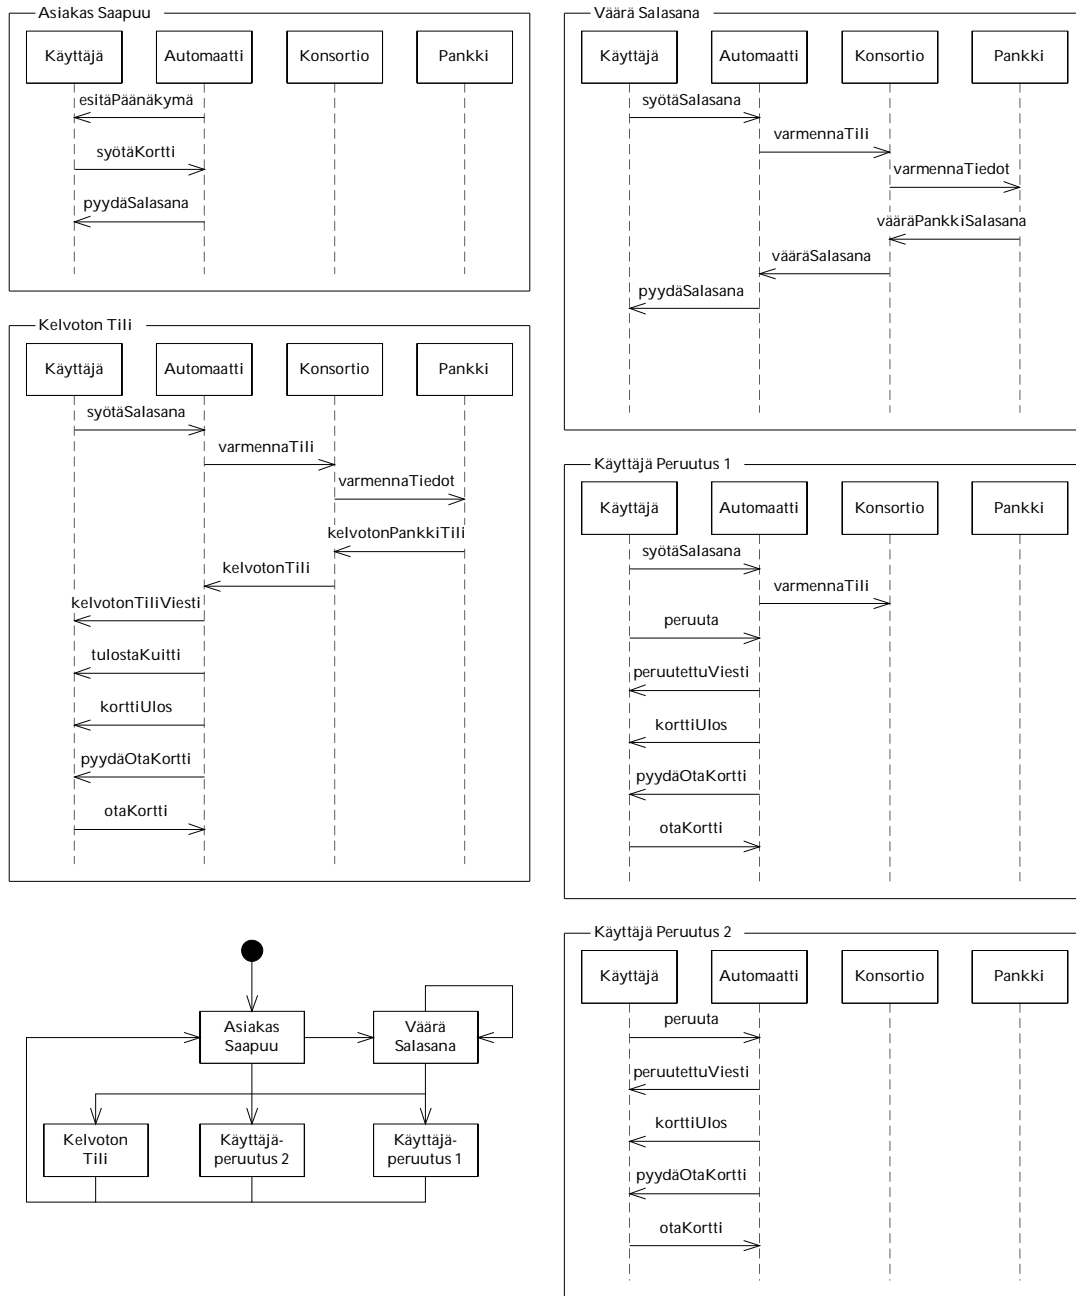 Asiakas Saapuu
Käyttäjä
Automaatti
Konsortio
Pankki
esitäPäänäkymä
syötäKortti
pyydäSalasana
Väärä Salasana
Käyttäjä
Automaatti
Konsortio
Pankki
syötäSalasana
varmennaTili
varmennaTiedot
vääräPankkiSalasana
vääräSalasana
pyydäSalasana
Kelvoton Tili
Käyttäjä
Automaatti
Konsortio
Pankki
syötäSalasana
varmennaTili
varmennaTiedot
kelvotonPankkiTili
kelvotonTili
kelvotonTiliViesti
tulostaKuitti
korttiUlos
pyydäOtaKortti
otaKortti
Käyttäjä Peruutus 1
Käyttäjä
Automaatti
Konsortio
Pankki
syötäSalasana
varmennaTili
peruuta
peruutettuViesti
korttiUlos
pyydäOtaKortti
otaKortti
Asiakas
Saapuu
Väärä
Salasana
Kelvoton
Tili
Käyttäjä-
peruutus 2
Käyttäjä-
peruutus 1
Käyttäjä Peruutus 2
Käyttäjä
Automaatti
Konsortio
Pankki
peruuta
peruutettuViesti
korttiUlos
pyydäOtaKortti
otaKortti